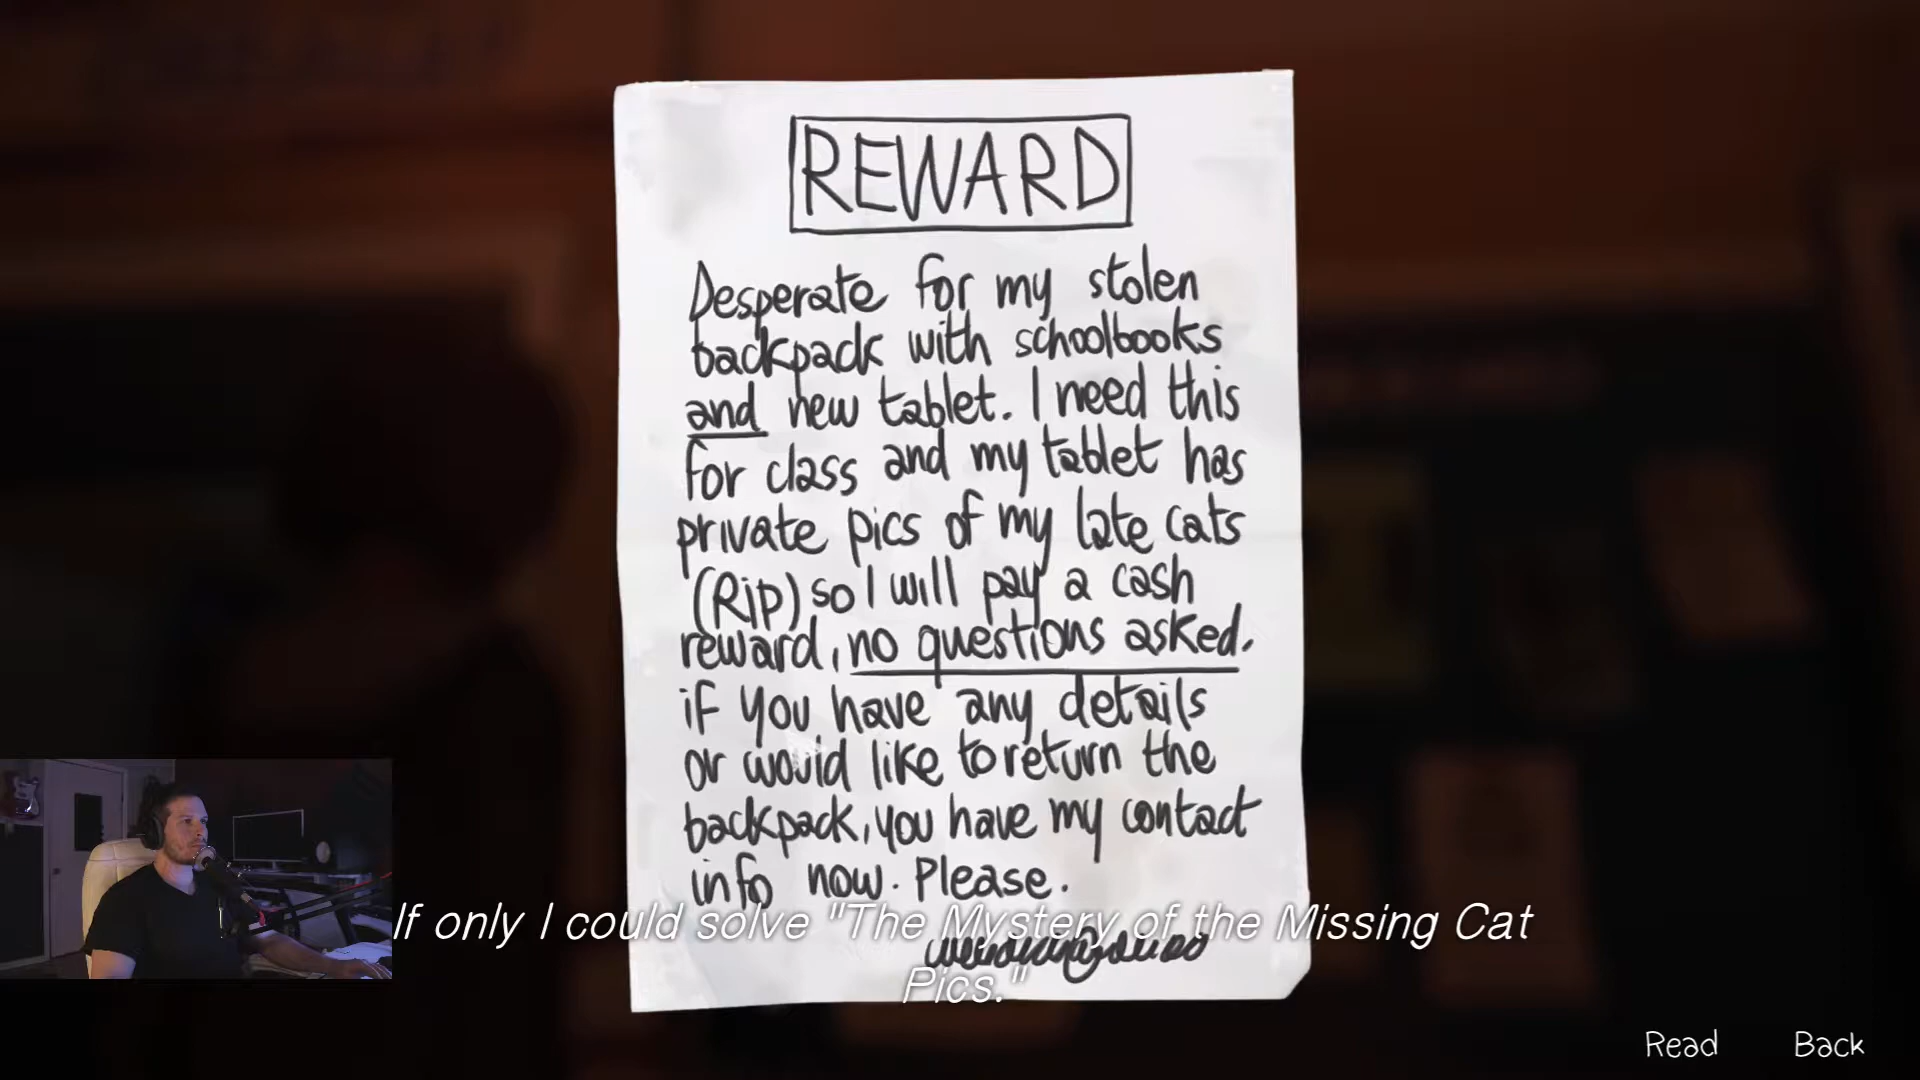 REWARD
Desperate for my stolen
backpack with schoolbooks
and new tablet. I need this
for class and my tablet has
private pics of my late cats
(RiP) so I will pay a cash
reward, no questions asked.
if you have any details
or would like to return the
backpack, you have my contact
info now. Please.
If only I could solve "The Mystery of the Missing Cat
Pics."
Read Back